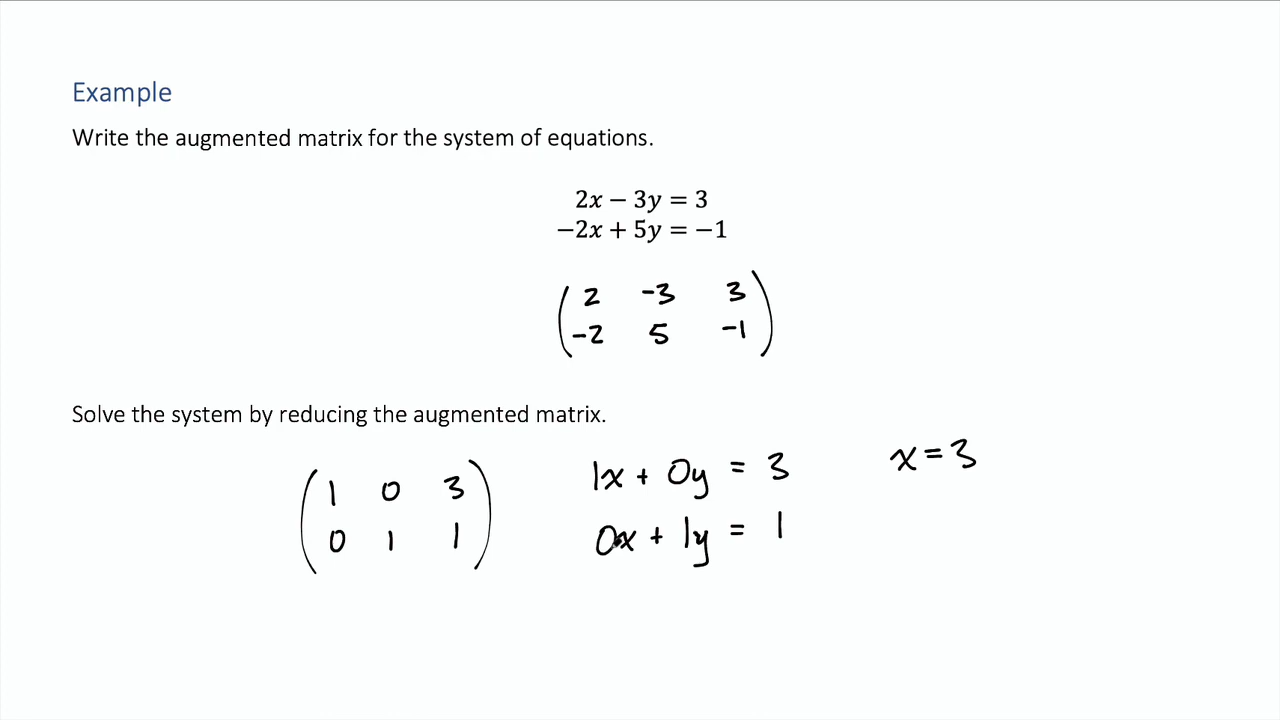 Example
Write the augmented matrix for the system of equations.
2x − 3y = 3
−2x + 5y = −1
2 -3 3
-2 5 -1
Solve the system by reducing the augmented matrix.
1 0 3
0 1 1
1x + 0y = 3
0x + 1y = 1
x = 3